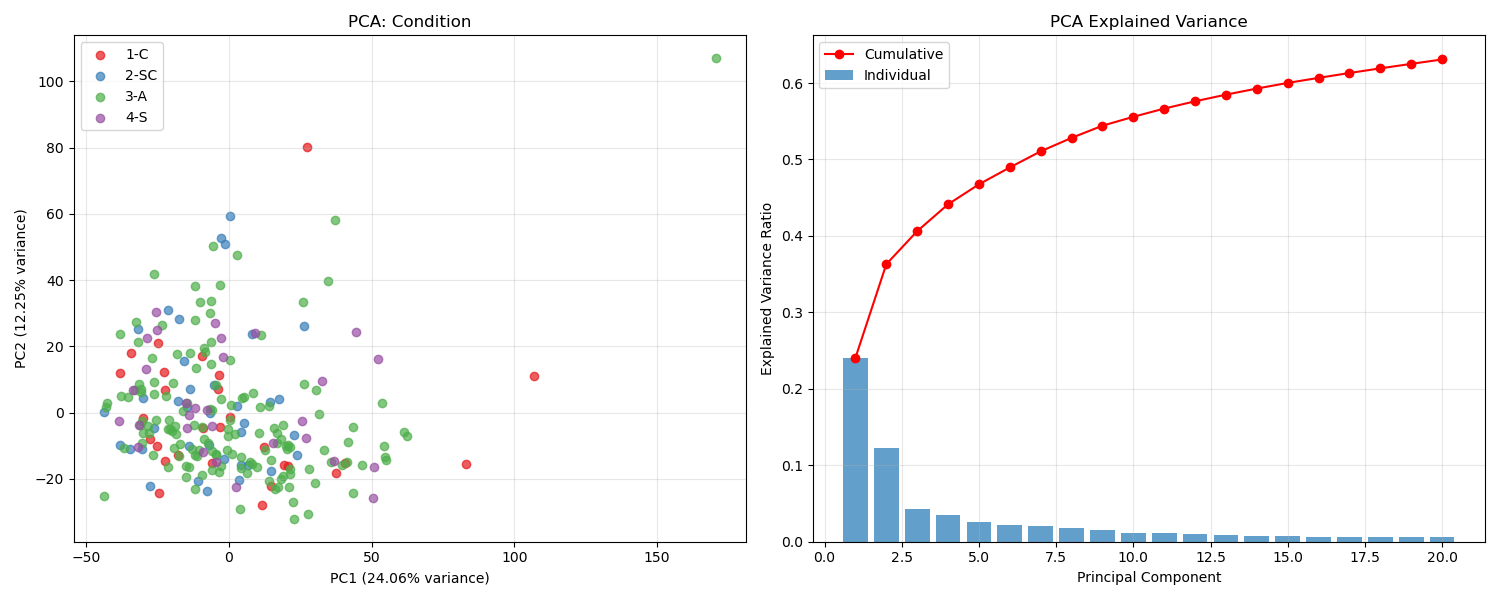 PCA: Condition
1-C
2-SC
3-A
4-S
100
80
60
40
20
0
−20
−50
0
50
100
150
PC1 (24.06% variance)
PC2 (12.25% variance)
PCA Explained Variance
Cumulative
Individual
0.6
0.5
0.4
0.3
0.2
0.1
0.0
0.0
2.5
5.0
7.5
10.0
12.5
15.0
17.5
20.0
Principal Component
Explained Variance Ratio